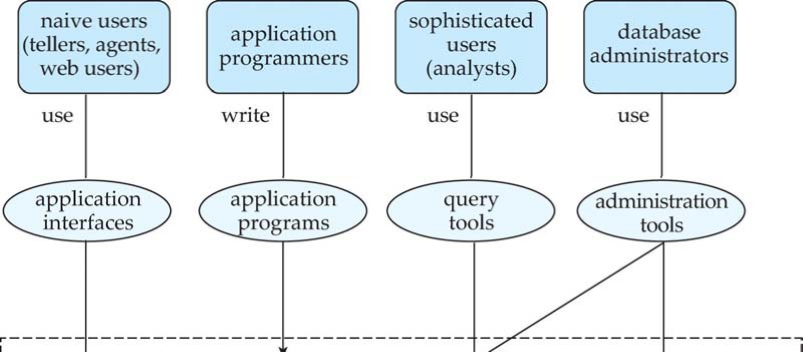 naive users
(tellers, agents,
web users)
application
programmers
sophisticated
users
(analysts)
database
administrators
use
write
use
use
application
interfaces
application
programs
query
tools
administration
tools